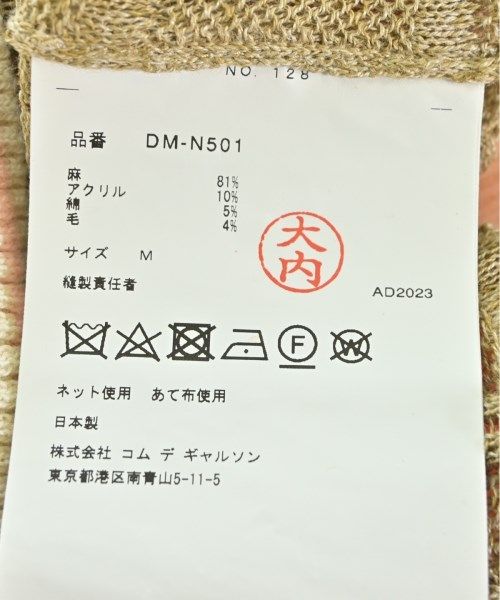 NO. 128
品番 DM-N501
麻 81%
アクリル 10%
綿 5%
毛 4%
サイズ M
縫製責任者
大内
AD2023
F
W
ネット使用 あて布使用
日本製
株式会社 コム デ ギャルソン
東京都港区南青山5-11-5